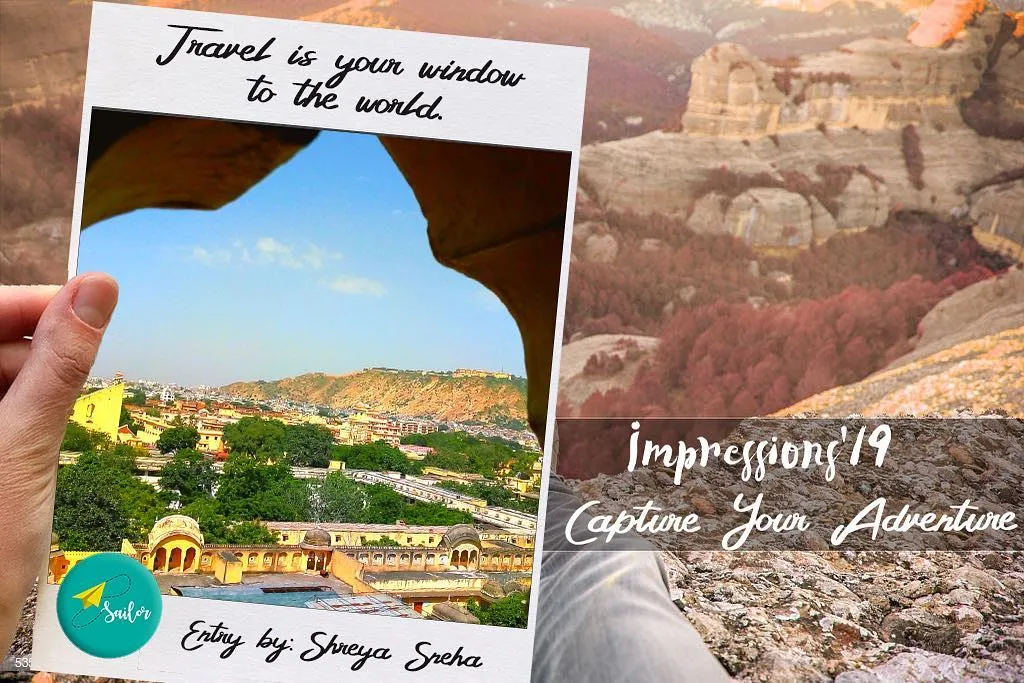 Travel is your window
to the world.
Impressions'19
Capture Your Adventure
Sailor
Entry by: Shreya Sneha